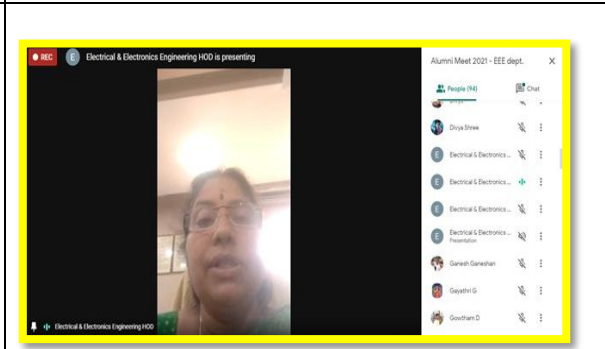 REC
E
Electrical & Electronics Engineering HOD is presenting
Alumni Meet 2021 - EEE dept.
X
People (94)
Chat
Divya
Divya Shree
E
Electrical & Electronics ...
E
Electrical & Electronics ...
E
Electrical & Electronics ...
E
Electrical & Electronics ...
Presentation
Ganesh Ganeshan
Gayathri G
Gowtham D
Electrical & Electronics Engineering HOD